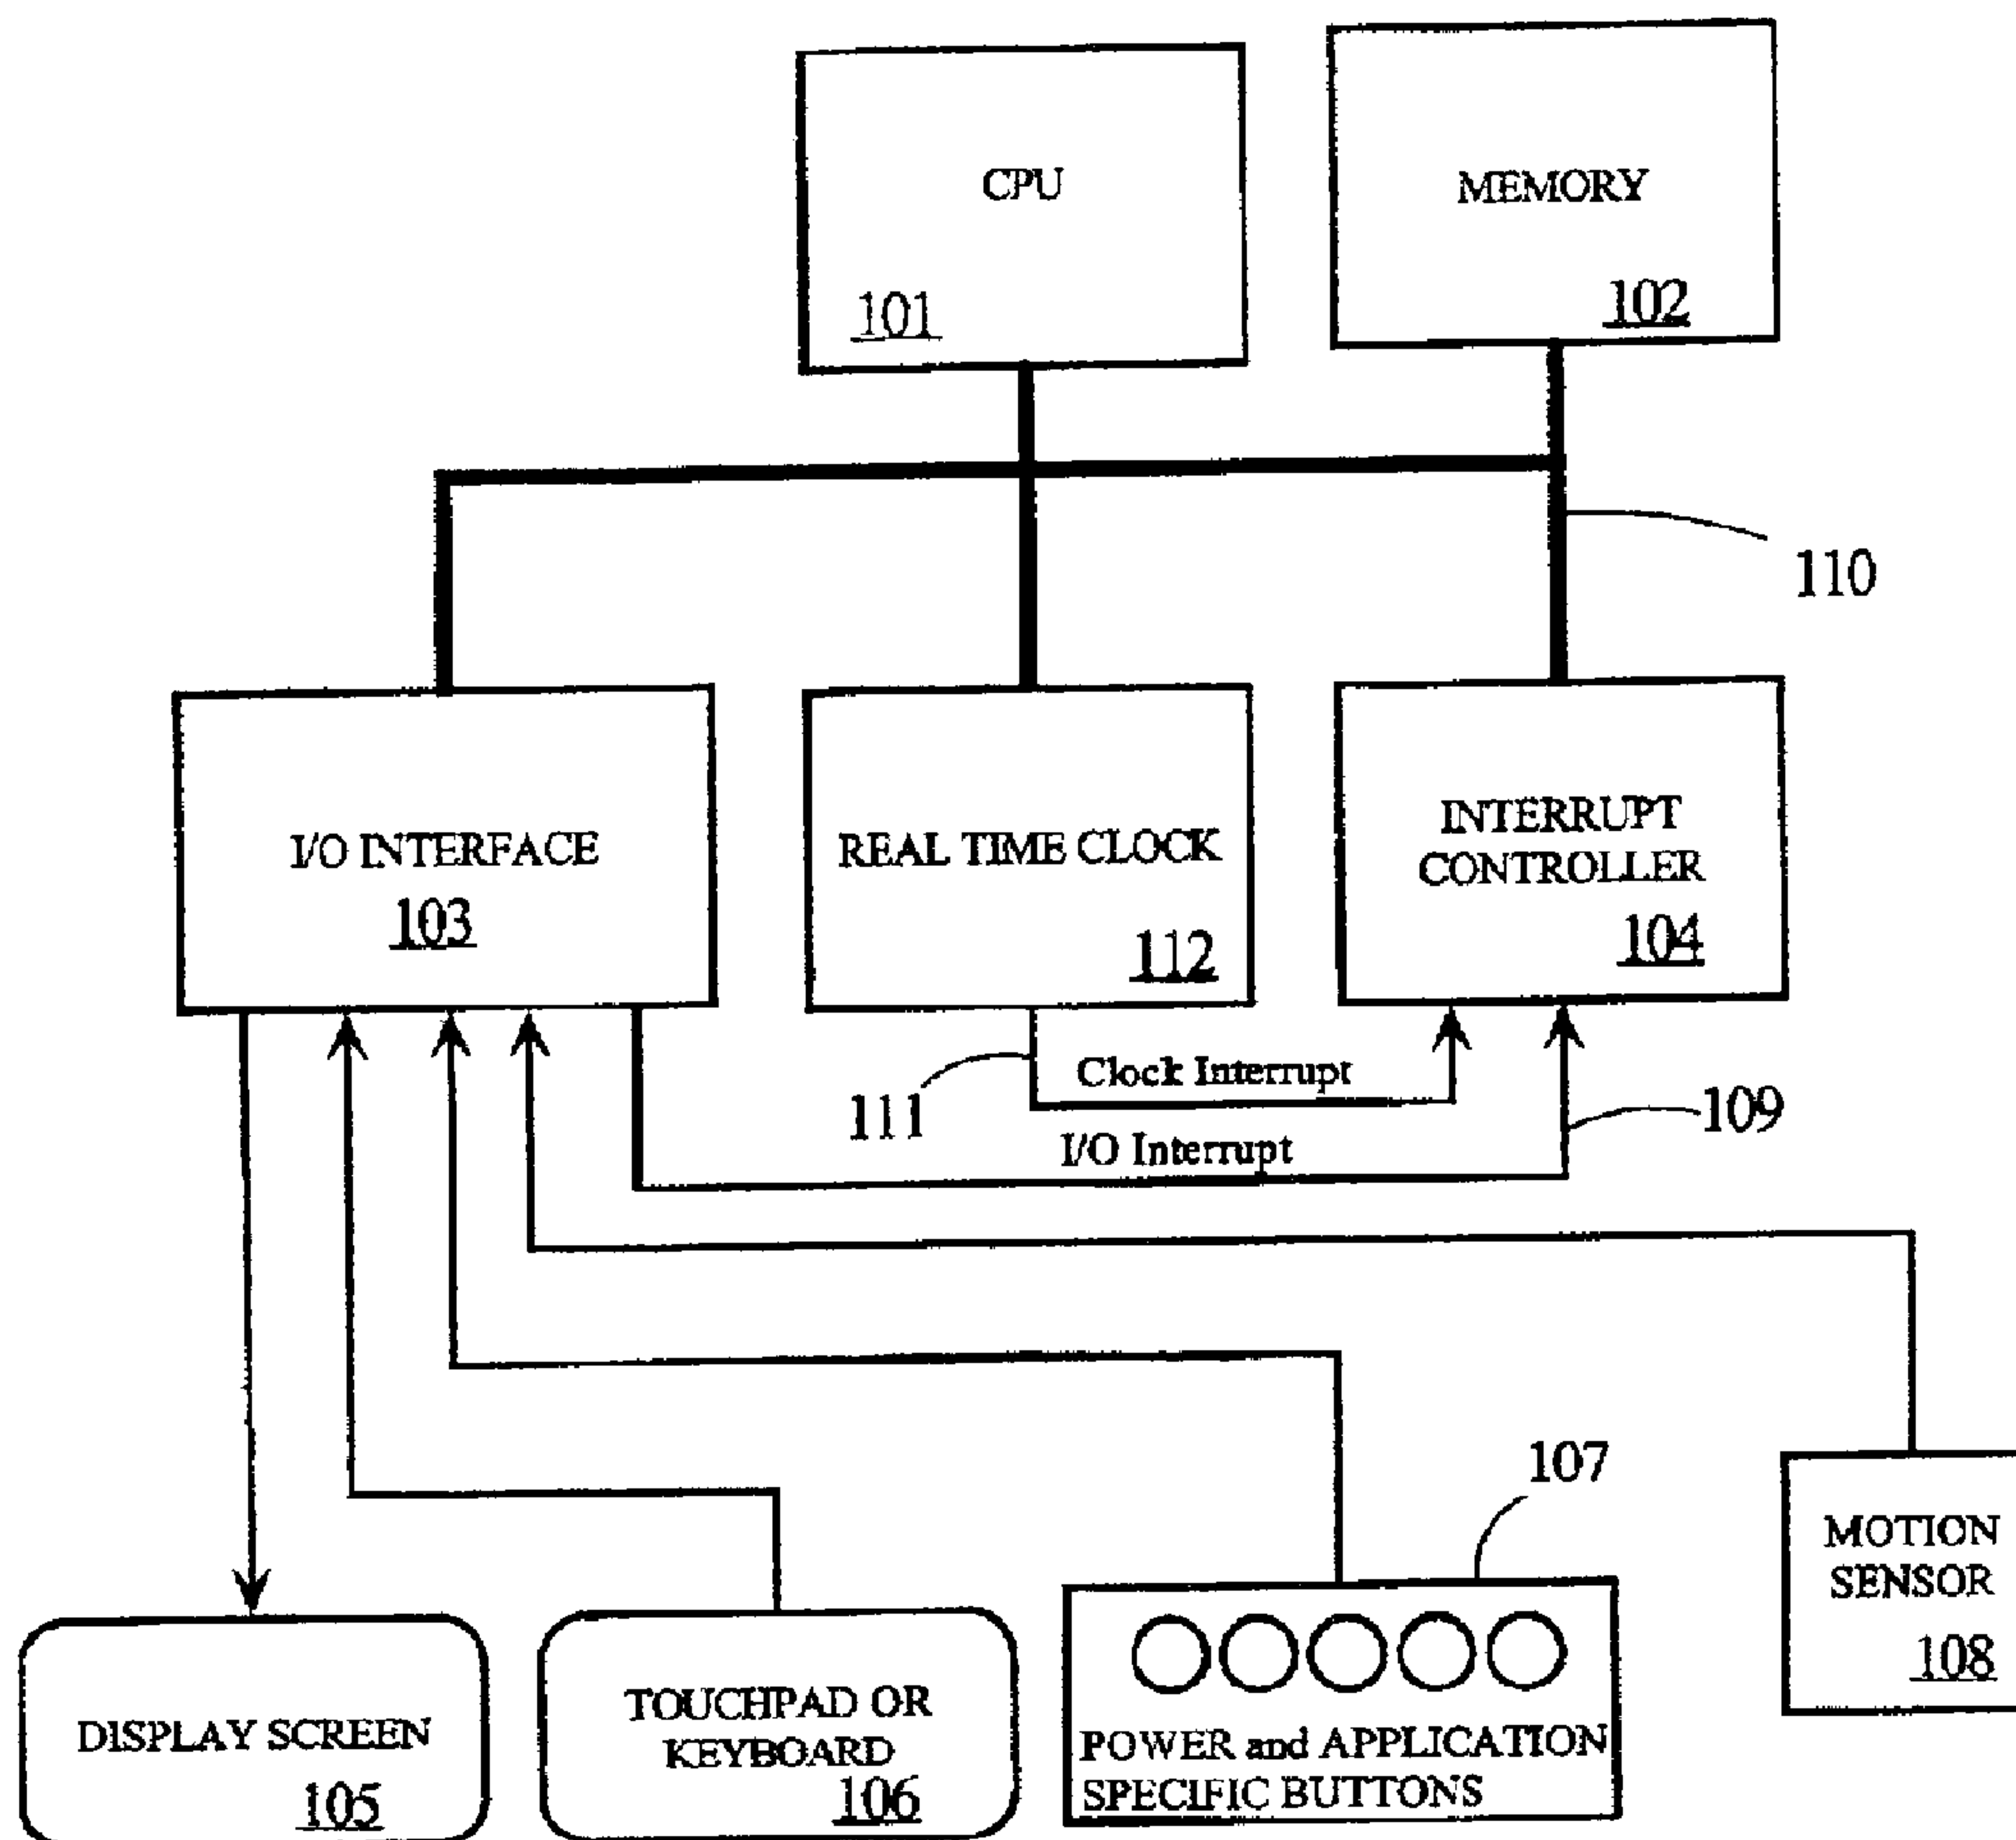 CPU
101
MEMORY
102
110
I/O INTERFACE
103
REAL TIME CLOCK
112
INTERRUPT
CONTROLLER
104
111
Clock Interrupt
I/O Interrupt
109
107
MOTION
SENSOR
108
DISPLAY SCREEN
105
TOUCHPAD OR
KEYBOARD
106
POWER and APPLICATION
SPECIFIC BUTTONS